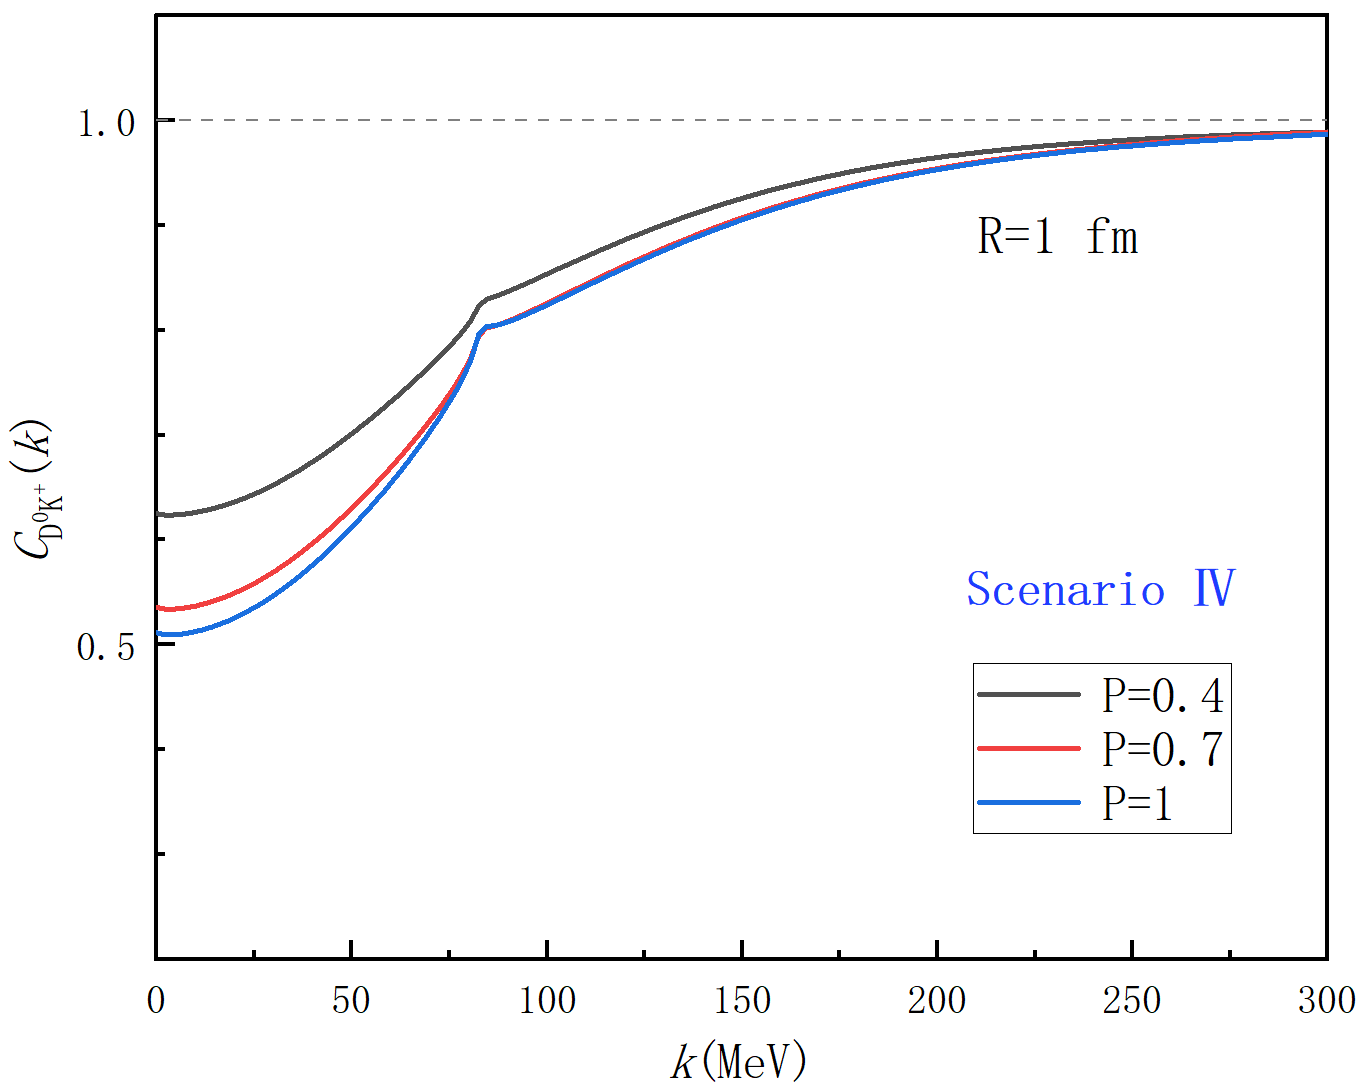 1.0
R=1 fm
C_{D^0K^+}(k)
Scenario Ⅳ
0.5
P=0.4
P=0.7
P=1
0 50 100 150 200 250 300
k(MeV)